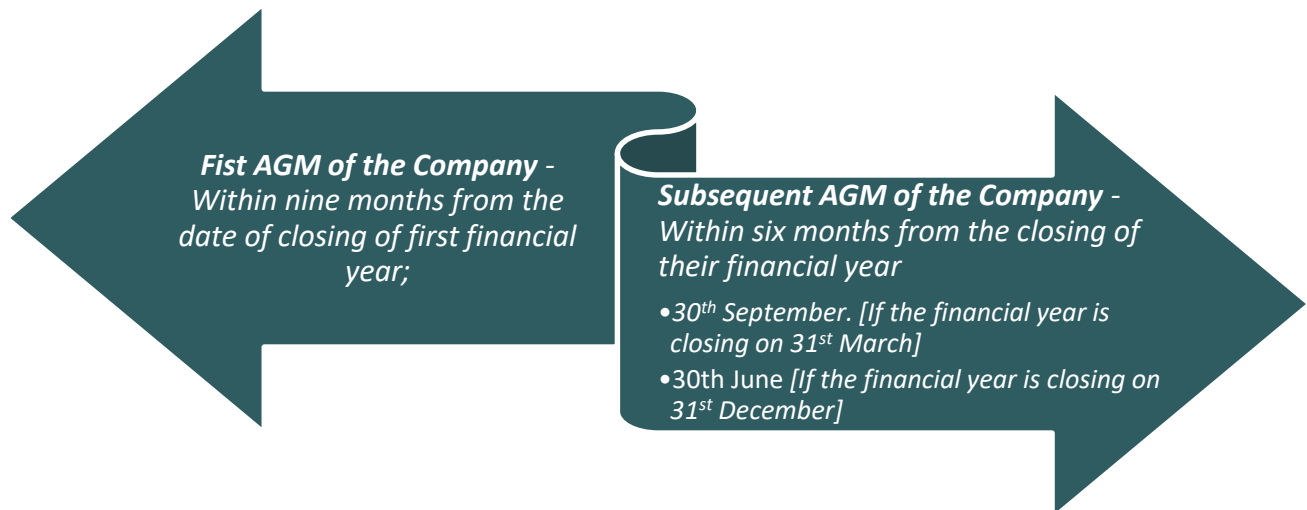 Fist AGM of the Company -
Within nine months from the
date of closing of first financial
year;
Subsequent AGM of the Company -
Within six months from the closing of
their financial year
•30th September. [If the financial year is
closing on 31st March]
•30th June [If the financial year is closing on
31st December]